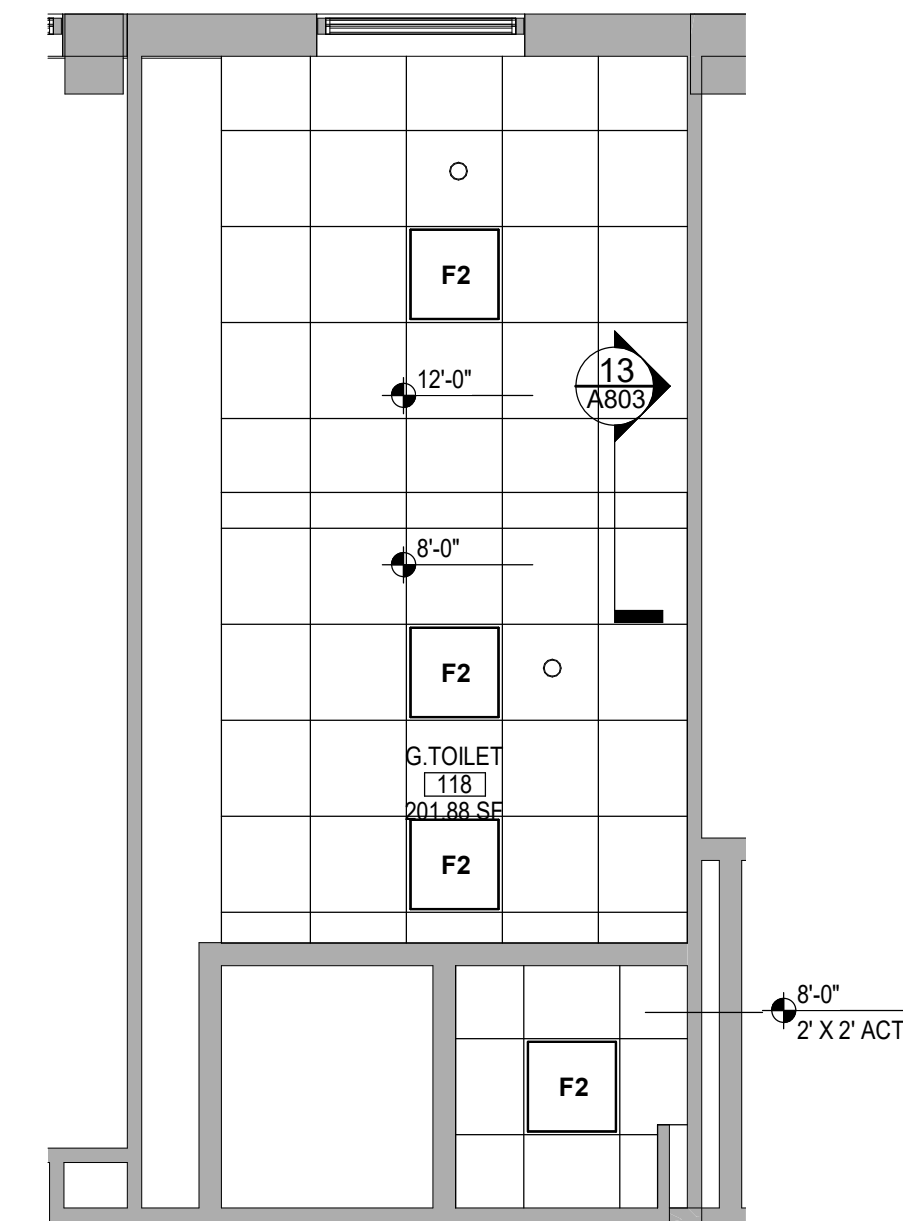 F2
12'-0"
13
A803
8'-0"
F2
G.TOILET
118
201.88 SF
F2
8'-0"
2' X 2' ACT
F2